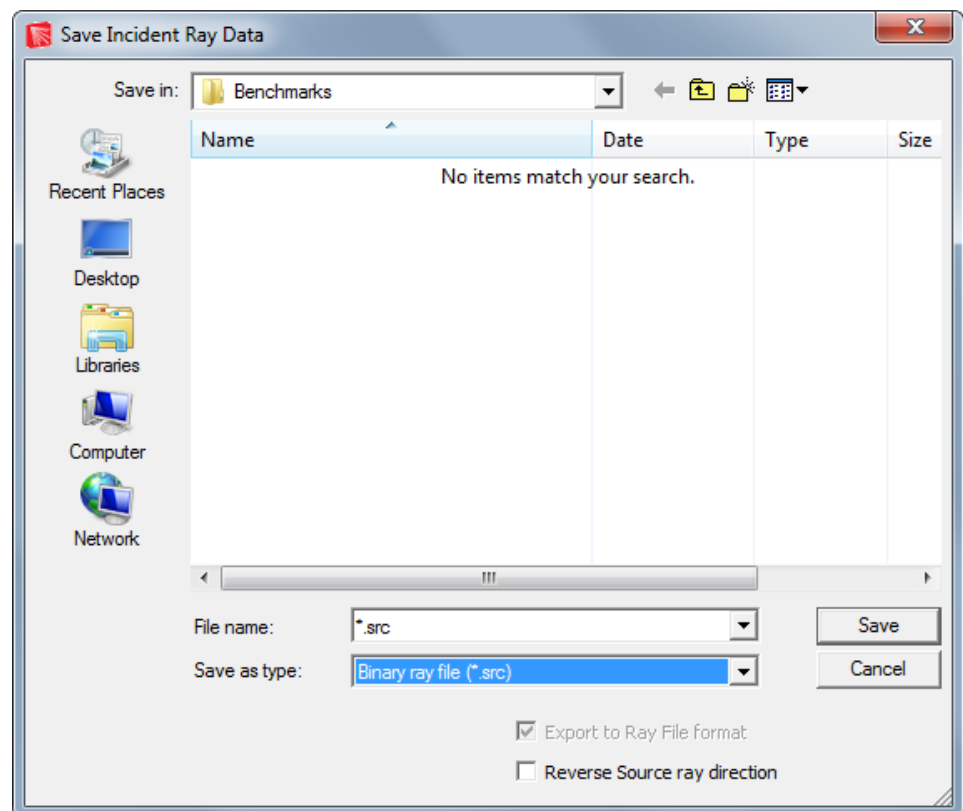 Save Incident Ray Data
Save in: Benchmarks
Name Date Type Size
No items match your search.
Recent Places
Desktop
Libraries
Computer
Network
File name: *.src Save
Save as type: Binary ray file (*.src) Cancel
Export to Ray File format
Reverse Source ray direction